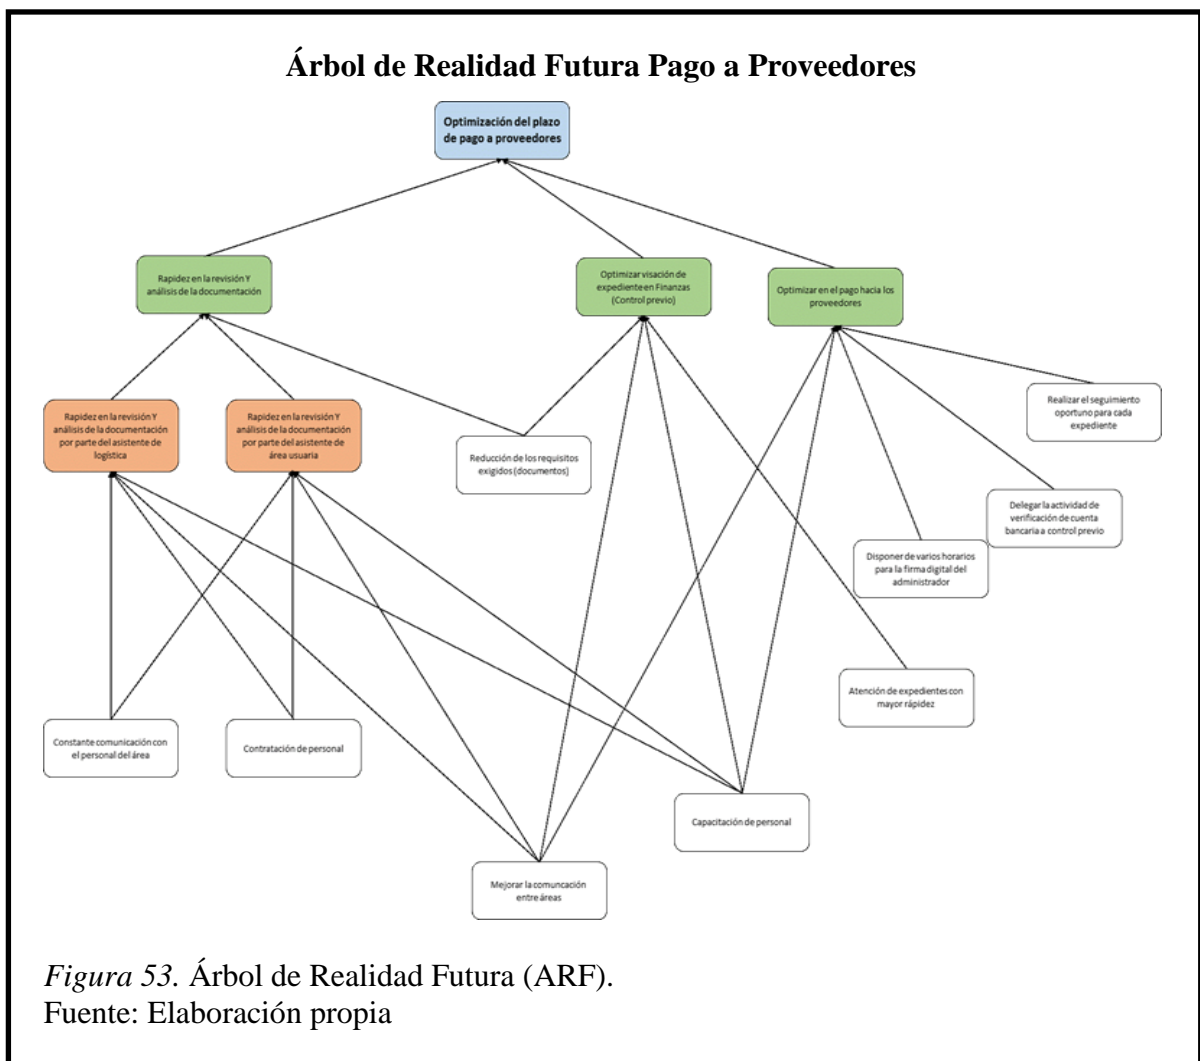 Árbol de Realidad Futura Pago a Proveedores
Optimización del plazo
de pago a proveedores
Rapidez en la revisión Y
análisis de la documentación
Optimizar visación de
expediente en Finanzas
(Control previo)
Optimizar en el pago hacia los
proveedores
Rapidez en la revisión Y
análisis de la documentación
por parte del asistente de
logística
Rapidez en la revisión Y
análisis de la documentación
por parte del asistente de
área usuaria
Reducción de los requisitos
exigidos (documentos)
Realizar el seguimiento
oportuno para cada
expediente
Delegar la actividad de
verificación de cuenta
bancaria a control previo
Disponer de varios horarios
para la firma digital del
administrador
Atención de expedientes con
mayor rápidez
Constante comunicación con
el personal del área
Contratación de personal
Capacitación de personal
Mejorar la comuncación
entre áreas
Figura 53. Árbol de Realidad Futura (ARF).
Fuente: Elaboración propia